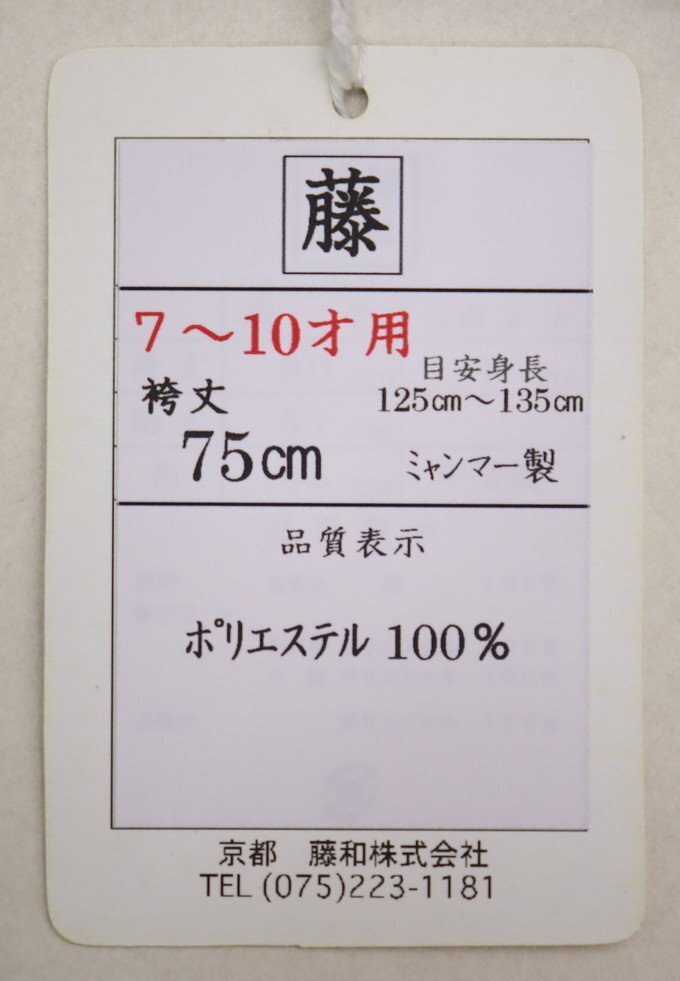 藤
7～10才用
目安身長
袴丈
125㎝～135㎝
75㎝
ミャンマー製
品質表示
ポリエステル 100%
京都　藤和株式会社
TEL (075)223-1181